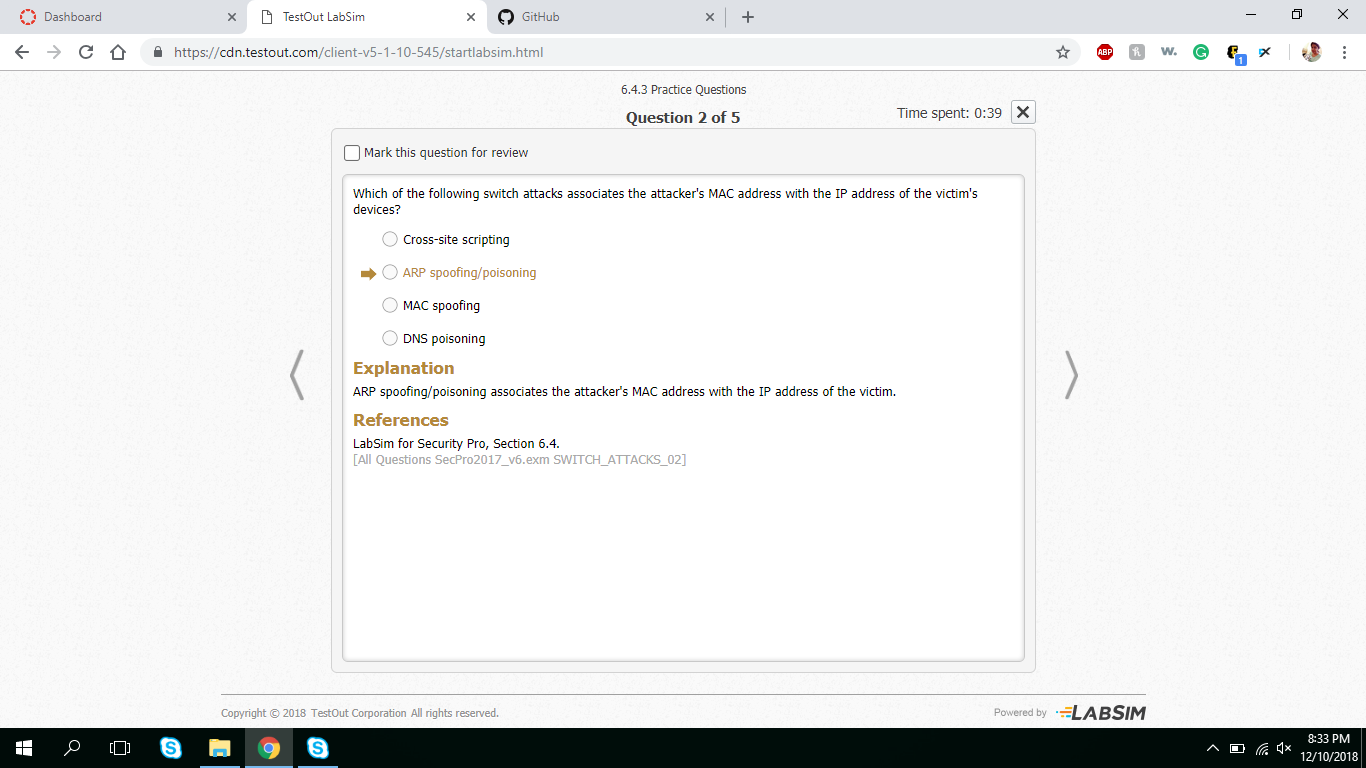 Dashboard
TestOut LabSim
GitHub
https://cdn.testout.com/client-v5-1-10-545/startlabsim.html
ABP
w.
1
6.4.3 Practice Questions
Question 2 of 5
Time spent: 0:39
Mark this question for review
Which of the following switch attacks associates the attacker's MAC address with the IP address of the victim's
devices?
Cross-site scripting
ARP spoofing/poisoning
MAC spoofing
DNS poisoning
Explanation
ARP spoofing/poisoning associates the attacker's MAC address with the IP address of the victim.
References
LabSim for Security Pro, Section 6.4.
[All Questions SecPro2017_v6.exm SWITCH_ATTACKS_02]
Copyright © 2018 TestOut Corporation All rights reserved.
Powered by LABSIM
8:33 PM
12/10/2018